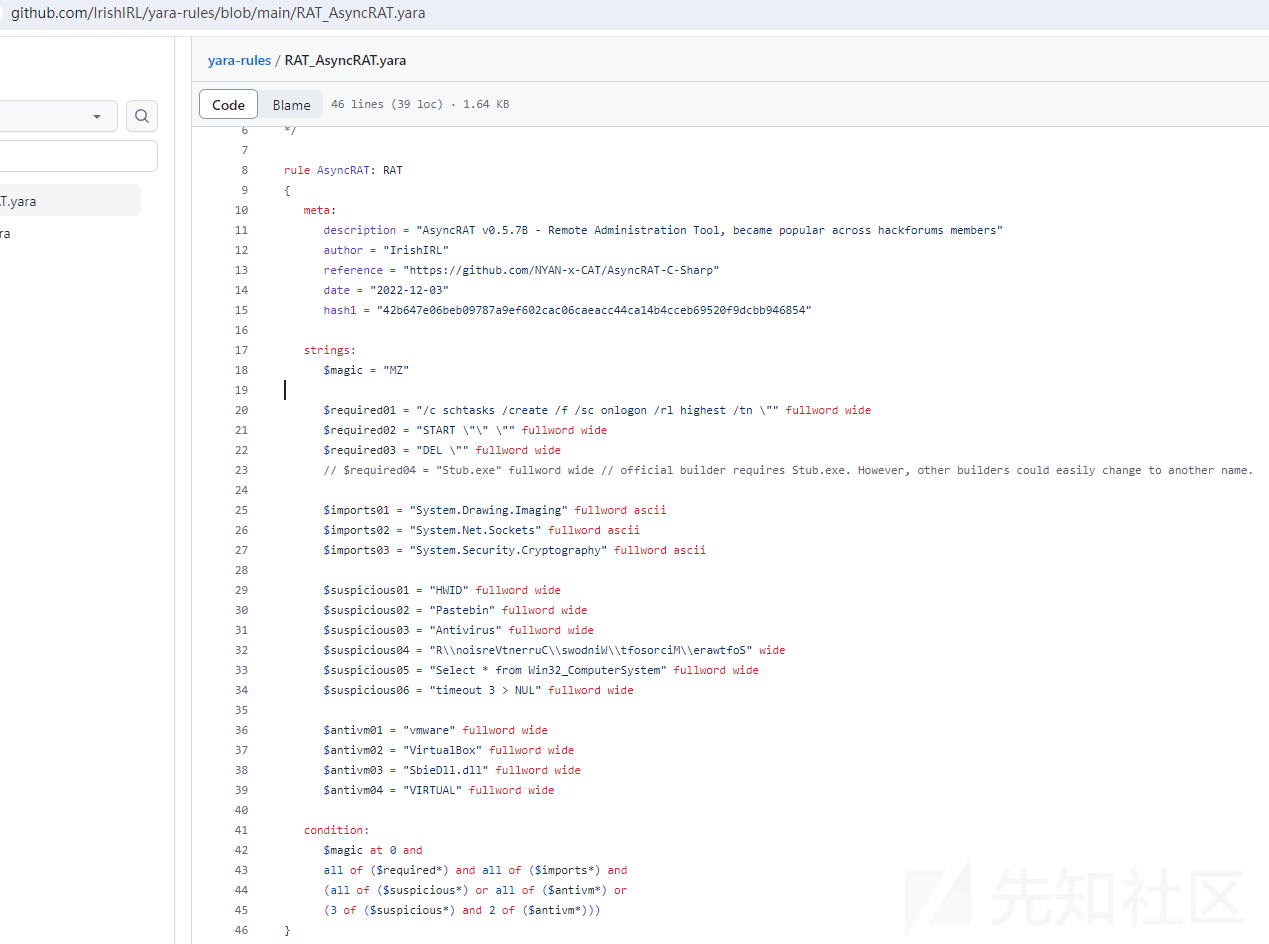 github.com/IrishIRL/yara-rules/blob/main/RAT_AsyncRAT.yara
yara-rules / RAT_AsyncRAT.yara
Code Blame 46 lines (39 loc) · 1.64 KB
T.yara
ra
6 */
7
8 rule AsyncRAT: RAT
9 {
10 meta:
11 description = "AsyncRAT v0.5.7B - Remote Administration Tool, became popular across hackforums members"
12 author = "IrishIRL"
13 reference = "https://github.com/NYAN-x-CAT/AsyncRAT-C-Sharp"
14 date = "2022-12-03"
15 hash1 = "42b647e06beb09787a9ef602cac06caeacc44ca14b4cceb69520f9dcbb946854"
16
17 strings:
18 $magic = "MZ"
19
20 $required01 = "/c schtasks /create /f /sc onlogon /rl highest /tn \"" fullword wide
21 $required02 = "START \"\" \"" fullword wide
22 $required03 = "DEL \"" fullword wide
23 // $required04 = "Stub.exe" fullword wide // official builder requires Stub.exe. However, other builders could easily change to another name.
24
25 $imports01 = "System.Drawing.Imaging" fullword ascii
26 $imports02 = "System.Net.Sockets" fullword ascii
27 $imports03 = "System.Security.Cryptography" fullword ascii
28
29 $suspicious01 = "HWID" fullword wide
30 $suspicious02 = "Pastebin" fullword wide
31 $suspicious03 = "Antivirus" fullword wide
32 $suspicious04 = "R\\noisreVtnerruC\\swodniW\\tfosorciM\\erawtfoS" wide
33 $suspicious05 = "Select * from Win32_ComputerSystem" fullword wide
34 $suspicious06 = "timeout 3 > NUL" fullword wide
35
36 $antivm01 = "vmware" fullword wide
37 $antivm02 = "VirtualBox" fullword wide
38 $antivm03 = "SbieDll.dll" fullword wide
39 $antivm04 = "VIRTUAL" fullword wide
40
41 condition:
42 $magic at 0 and
43 all of ($required*) and all of ($imports*) and
44 (all of ($suspicious*) or all of ($antivm*) or
45 (3 of ($suspicious*) and 2 of ($antivm*)))
46 }
先知社区